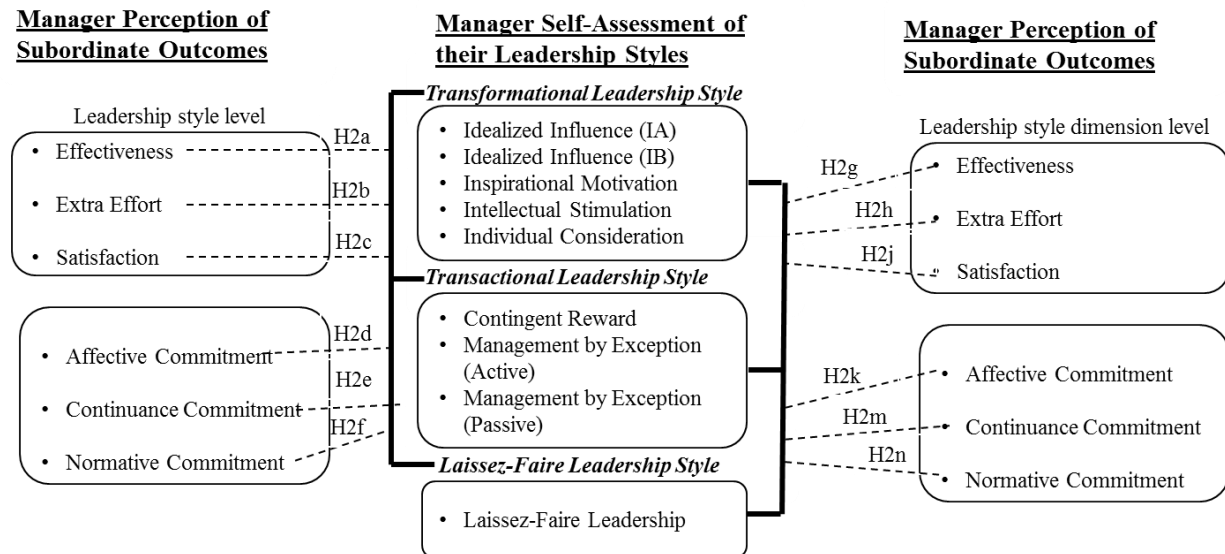 Manager Perception of
Subordinate Outcomes
Leadership style level
• Effectiveness
• Extra Effort
• Satisfaction
H2a
H2b
H2c
• Affective Commitment
• Continuance Commitment
• Normative Commitment
H2d
H2e
H2f
Manager Self-Assessment of
their Leadership Styles
Transformational Leadership Style
• Idealized Influence (IA)
• Idealized Influence (IB)
• Inspirational Motivation
• Intellectual Stimulation
• Individual Consideration
Transactional Leadership Style
• Contingent Reward
• Management by Exception
(Active)
• Management by Exception
(Passive)
Laissez-Faire Leadership Style
• Laissez-Faire Leadership
Manager Perception of
Subordinate Outcomes
Leadership style dimension level
H2g
H2h
H2j
• Effectiveness
• Extra Effort
• Satisfaction
H2k
H2m
H2n
• Affective Commitment
• Continuance Commitment
• Normative Commitment